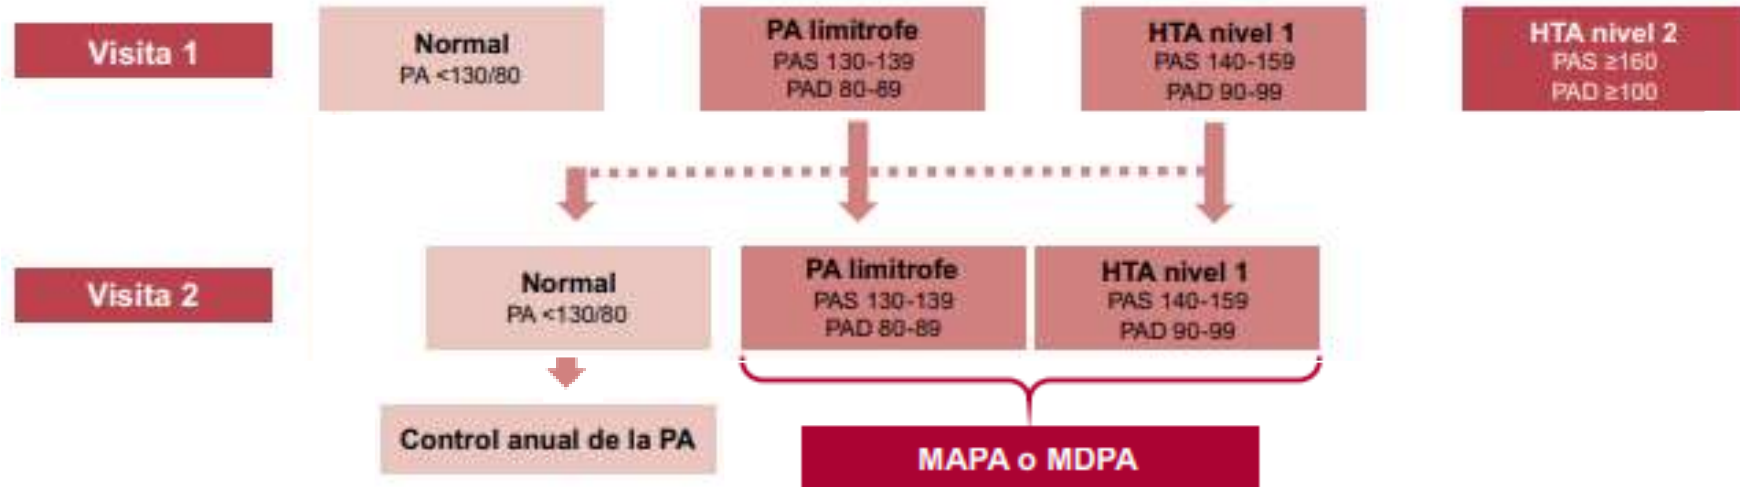 Visita 1
Normal
PA <130/80
PA limitrofe
PAS 130-139
PAD 80-89
HTA nivel 1
PAS 140-159
PAD 90-99
HTA nivel 2
PAS ≥160
PAD ≥100
Visita 2
Normal
PA <130/80
PA limitrofe
PAS 130-139
PAD 80-89
HTA nivel 1
PAS 140-159
PAD 90-99
Control anual de la PA
MAPA o MDPA